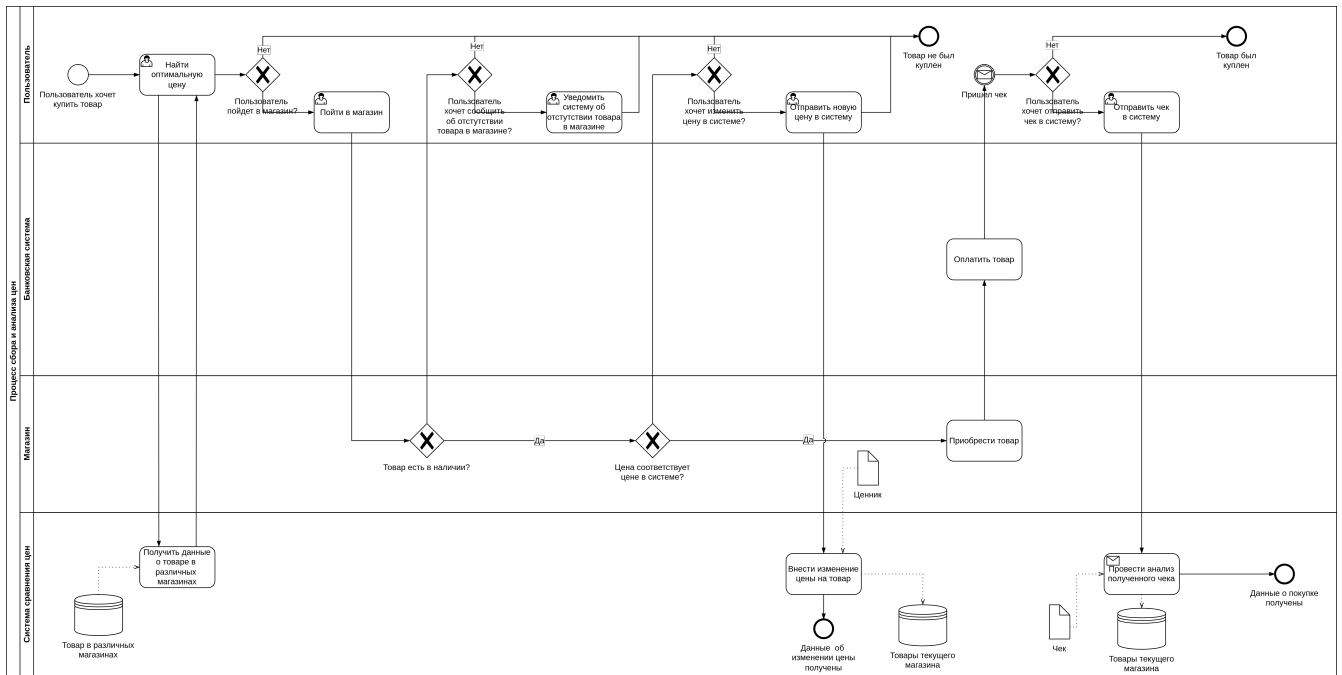 Процесс сбора и анализа цен
Пользователь
Пользователь хочет
купить товар
Найти
оптимальную
цену
Нет
Пользователь
пойдет в магазин?
Пойти в магазин
Нет
Пользователь
хочет сообщить
об отсутствии
товара в магазине?
Уведомить
систему об
отстутствии товара
в магазине
Нет
Пользователь
хочет изменить
цену в системе?
Отправить новую
цену в систему
Товар не был
куплен
Пришел чек
Нет
Пользователь
хочет отправить
чек в систему?
Отправить чек
в систему
Товар был
куплен
Банковская система
Оплатить товар
Магазин
Товар есть в наличии?
Да
Цена соответствует
цене в системе?
Да
Приобрести товар
Ценник
Система сравнения цен
Получить данные
о товаре в
различных
магазинах
Товар в различных
магазинах
Внести изменение
цены на товар
Данные об
изменении цены
получены
Товары текущего
магазина
Провести анализ
полученного чека
Чек
Товары текущего
магазина
Данные о покупке
получены